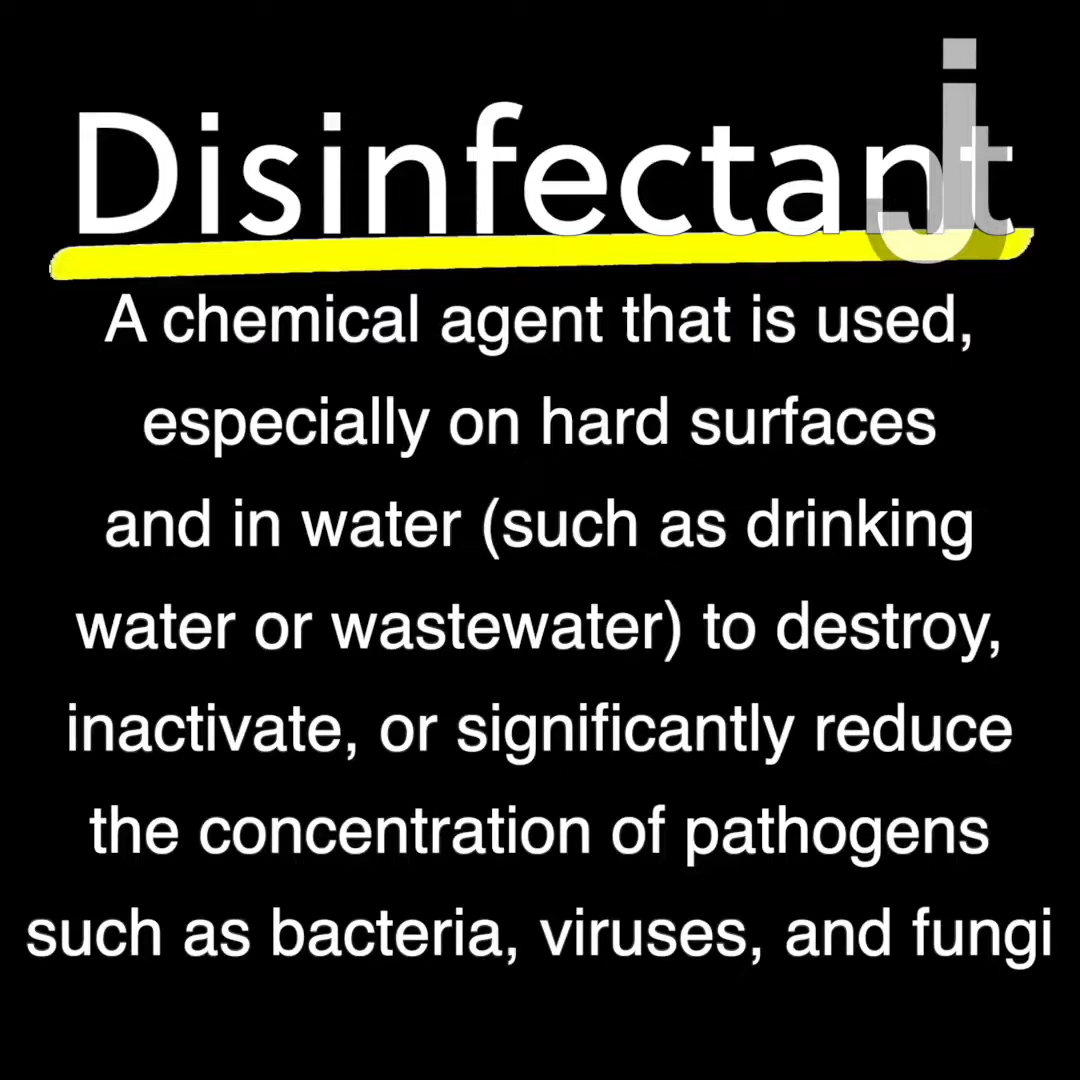 Disinfectant
j
A chemical agent that is used,
especially on hard surfaces
and in water (such as drinking
water or wastewater) to destroy,
inactivate, or significantly reduce
the concentration of pathogens
such as bacteria, viruses, and fungi